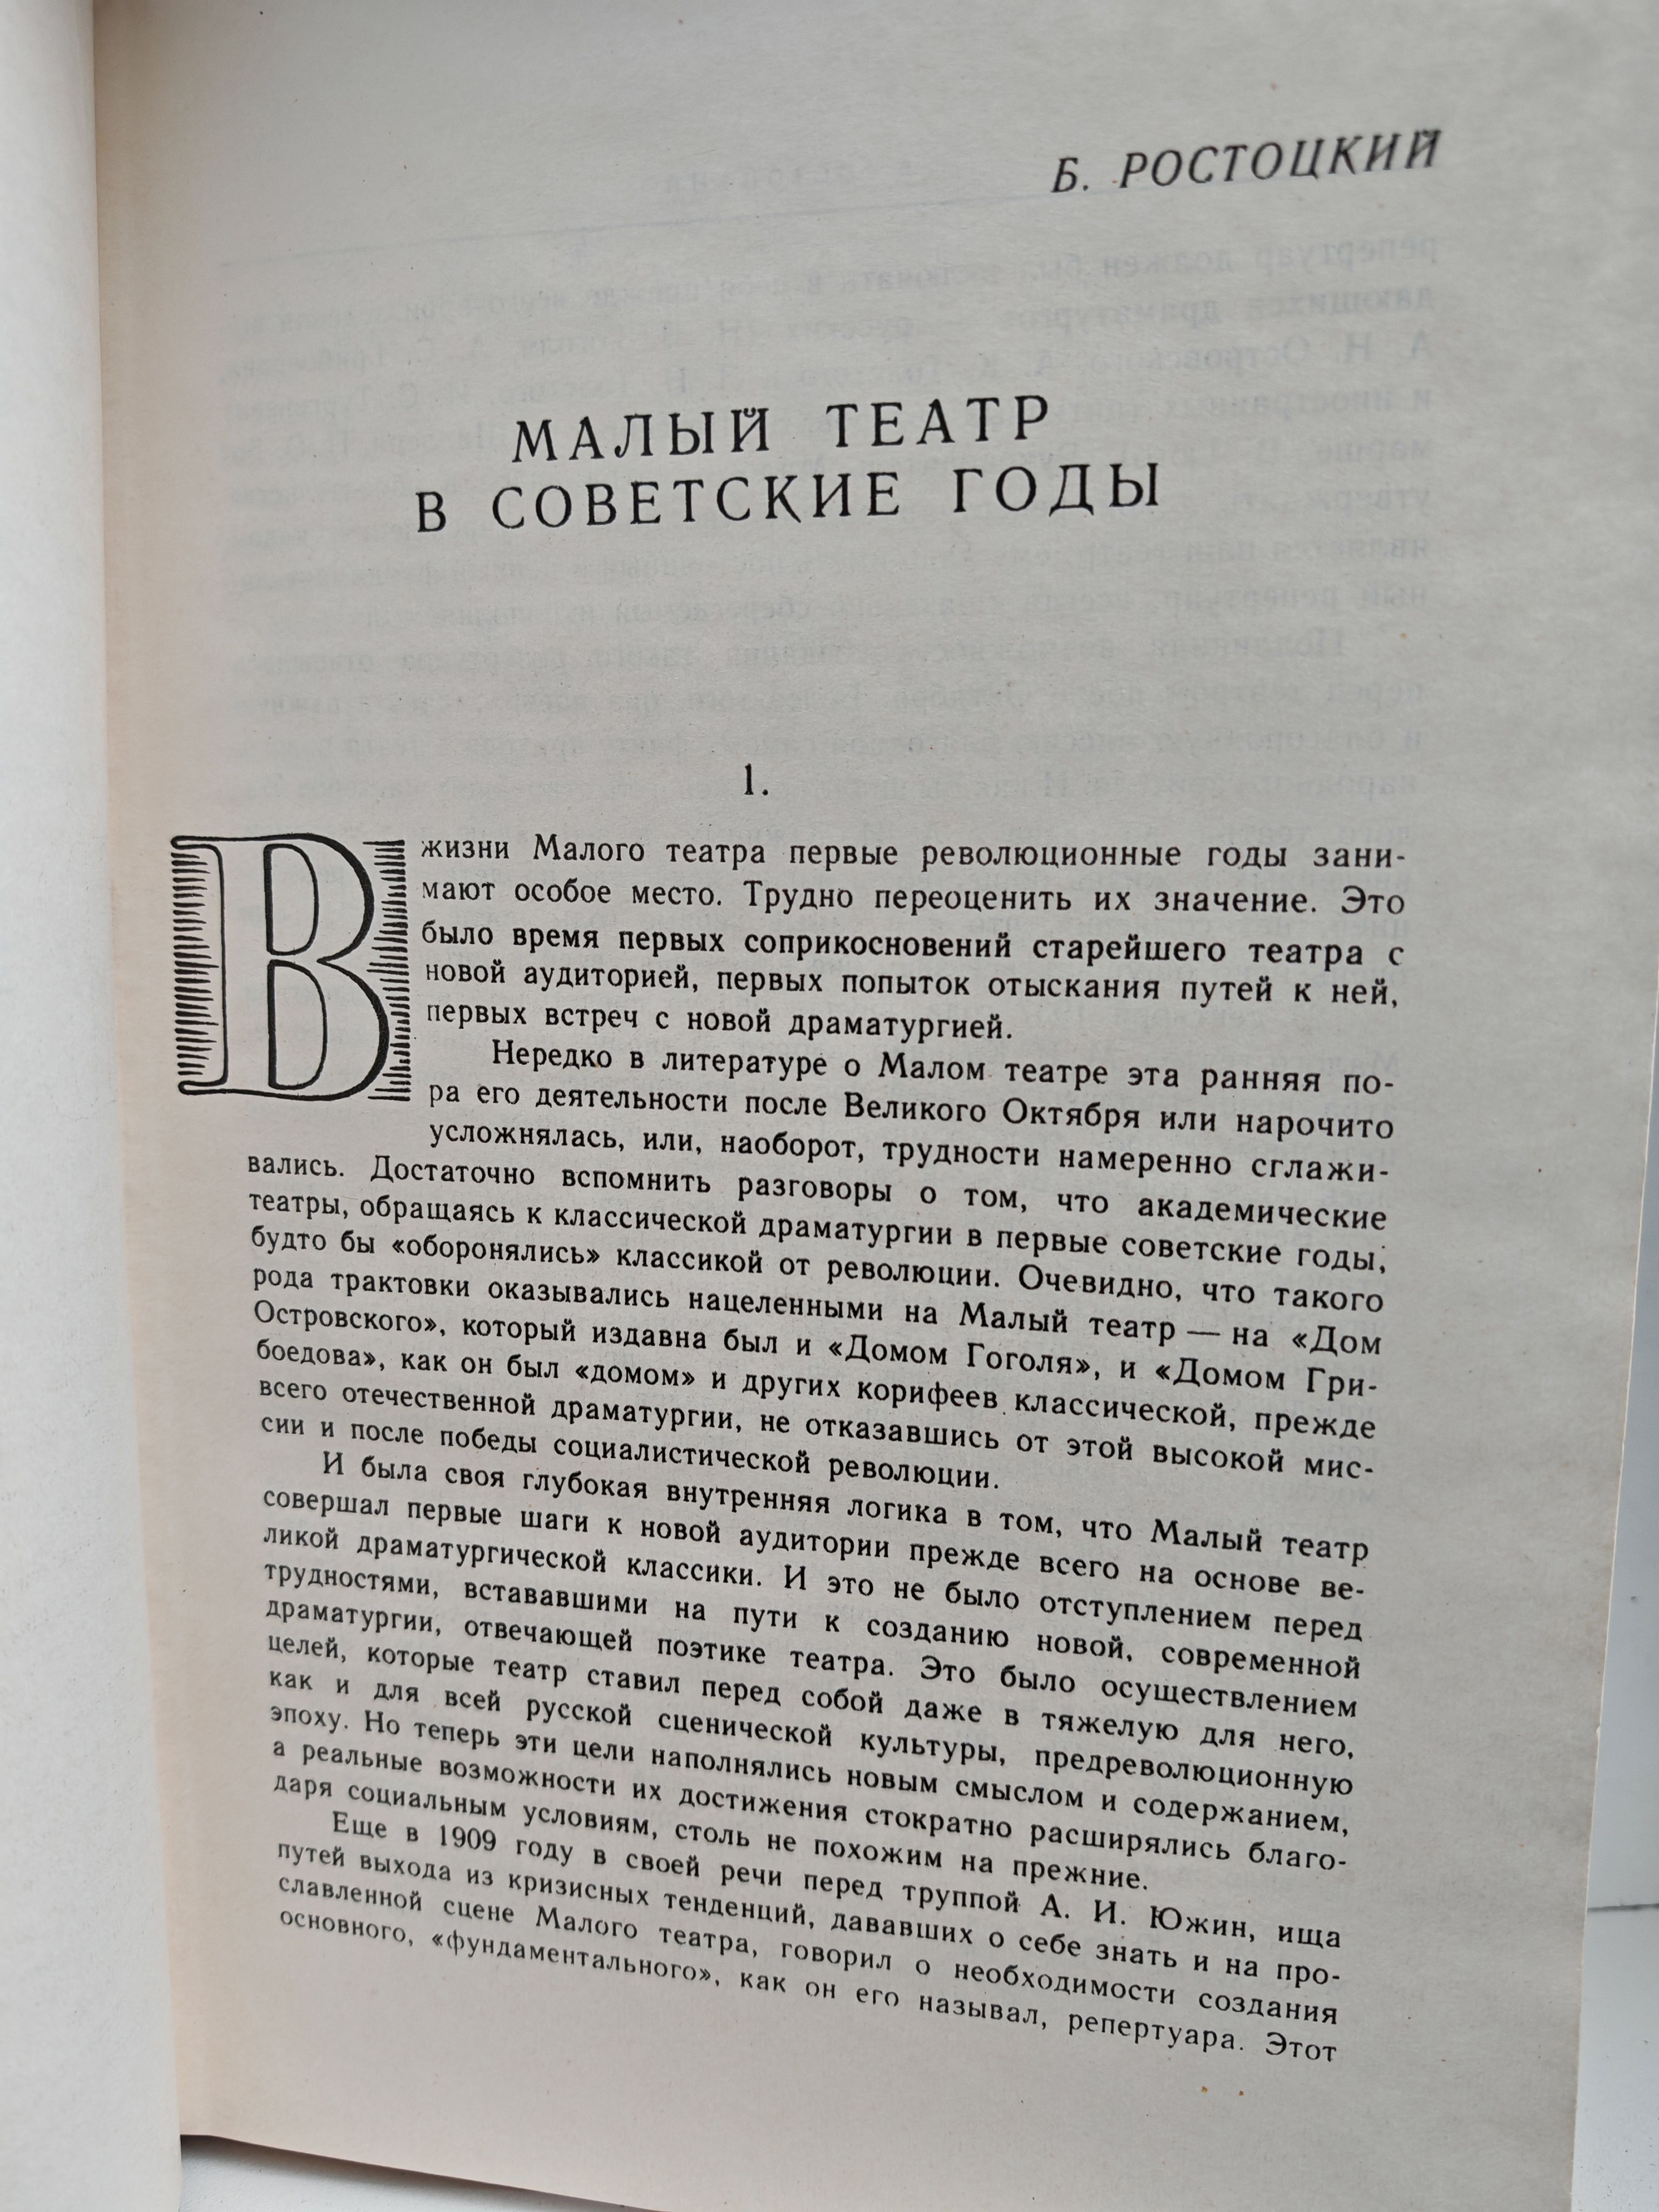 Б. РОСТОЦКИЙ
МАЛЫЙ ТЕАТР
В СОВЕТСКИЕ ГОДЫ
1.
В жизни Малого театра первые революционные годы зани-
мают особое место. Трудно переоценить их значение. Это
было время первых соприкосновений старейшего театра с
новой аудиторией, первых попыток отыскания путей к ней,
первых встреч с новой драматургией.
Нередко в литературе о Малом театре эта ранняя по-
ра его деятельности после Великого Октября или нарочито
усложнялась, или, наоборот, трудности намеренно сглажи-
вались. Достаточно вспомнить разговоры о том, что академические
театры, обращаясь к классической драматургии в первые советские годы,
будто бы «оборонялись» классикой от революции. Очевидно, что такого
рода трактовки оказывались нацеленными на Малый театр — на «Дом
Островского», который издавна был и «Домом Гоголя», и «Домом Гри-
боедова», как он был «домом» и других корифеев классической, прежде
всего отечественной драматургии, не отказавшись от этой высокой мис-
сии и после победы социалистической революции.
И была своя глубокая внутренняя логика в том, что Малый театр
совершал первые шаги к новой аудитории прежде всего на основе ве-
ликой драматургической классики. И это не было отступлением перед
трудностями, встававшими на пути к созданию новой, современной
драматургии, отвечающей поэтике театра. Это было осуществлением
целей, которые театр ставил перед собой даже в тяжелую для него,
как и для всей русской сценической культуры, предреволюционную
эпоху. Но теперь эти цели наполнялись новым смыслом и содержанием,
а реальные возможности их достижения стократно расширялись благо-
даря социальным условиям, столь не похожим на прежние.
Еще в 1909 году в своей речи перед труппой А. И. Южин, ища
путей выхода из кризисных тенденций, дававших о себе знать и на про-
славленной сцене Малого театра, говорил о необходимости создания
основного, «фундаментального», как он его называл, репертуара. Этот